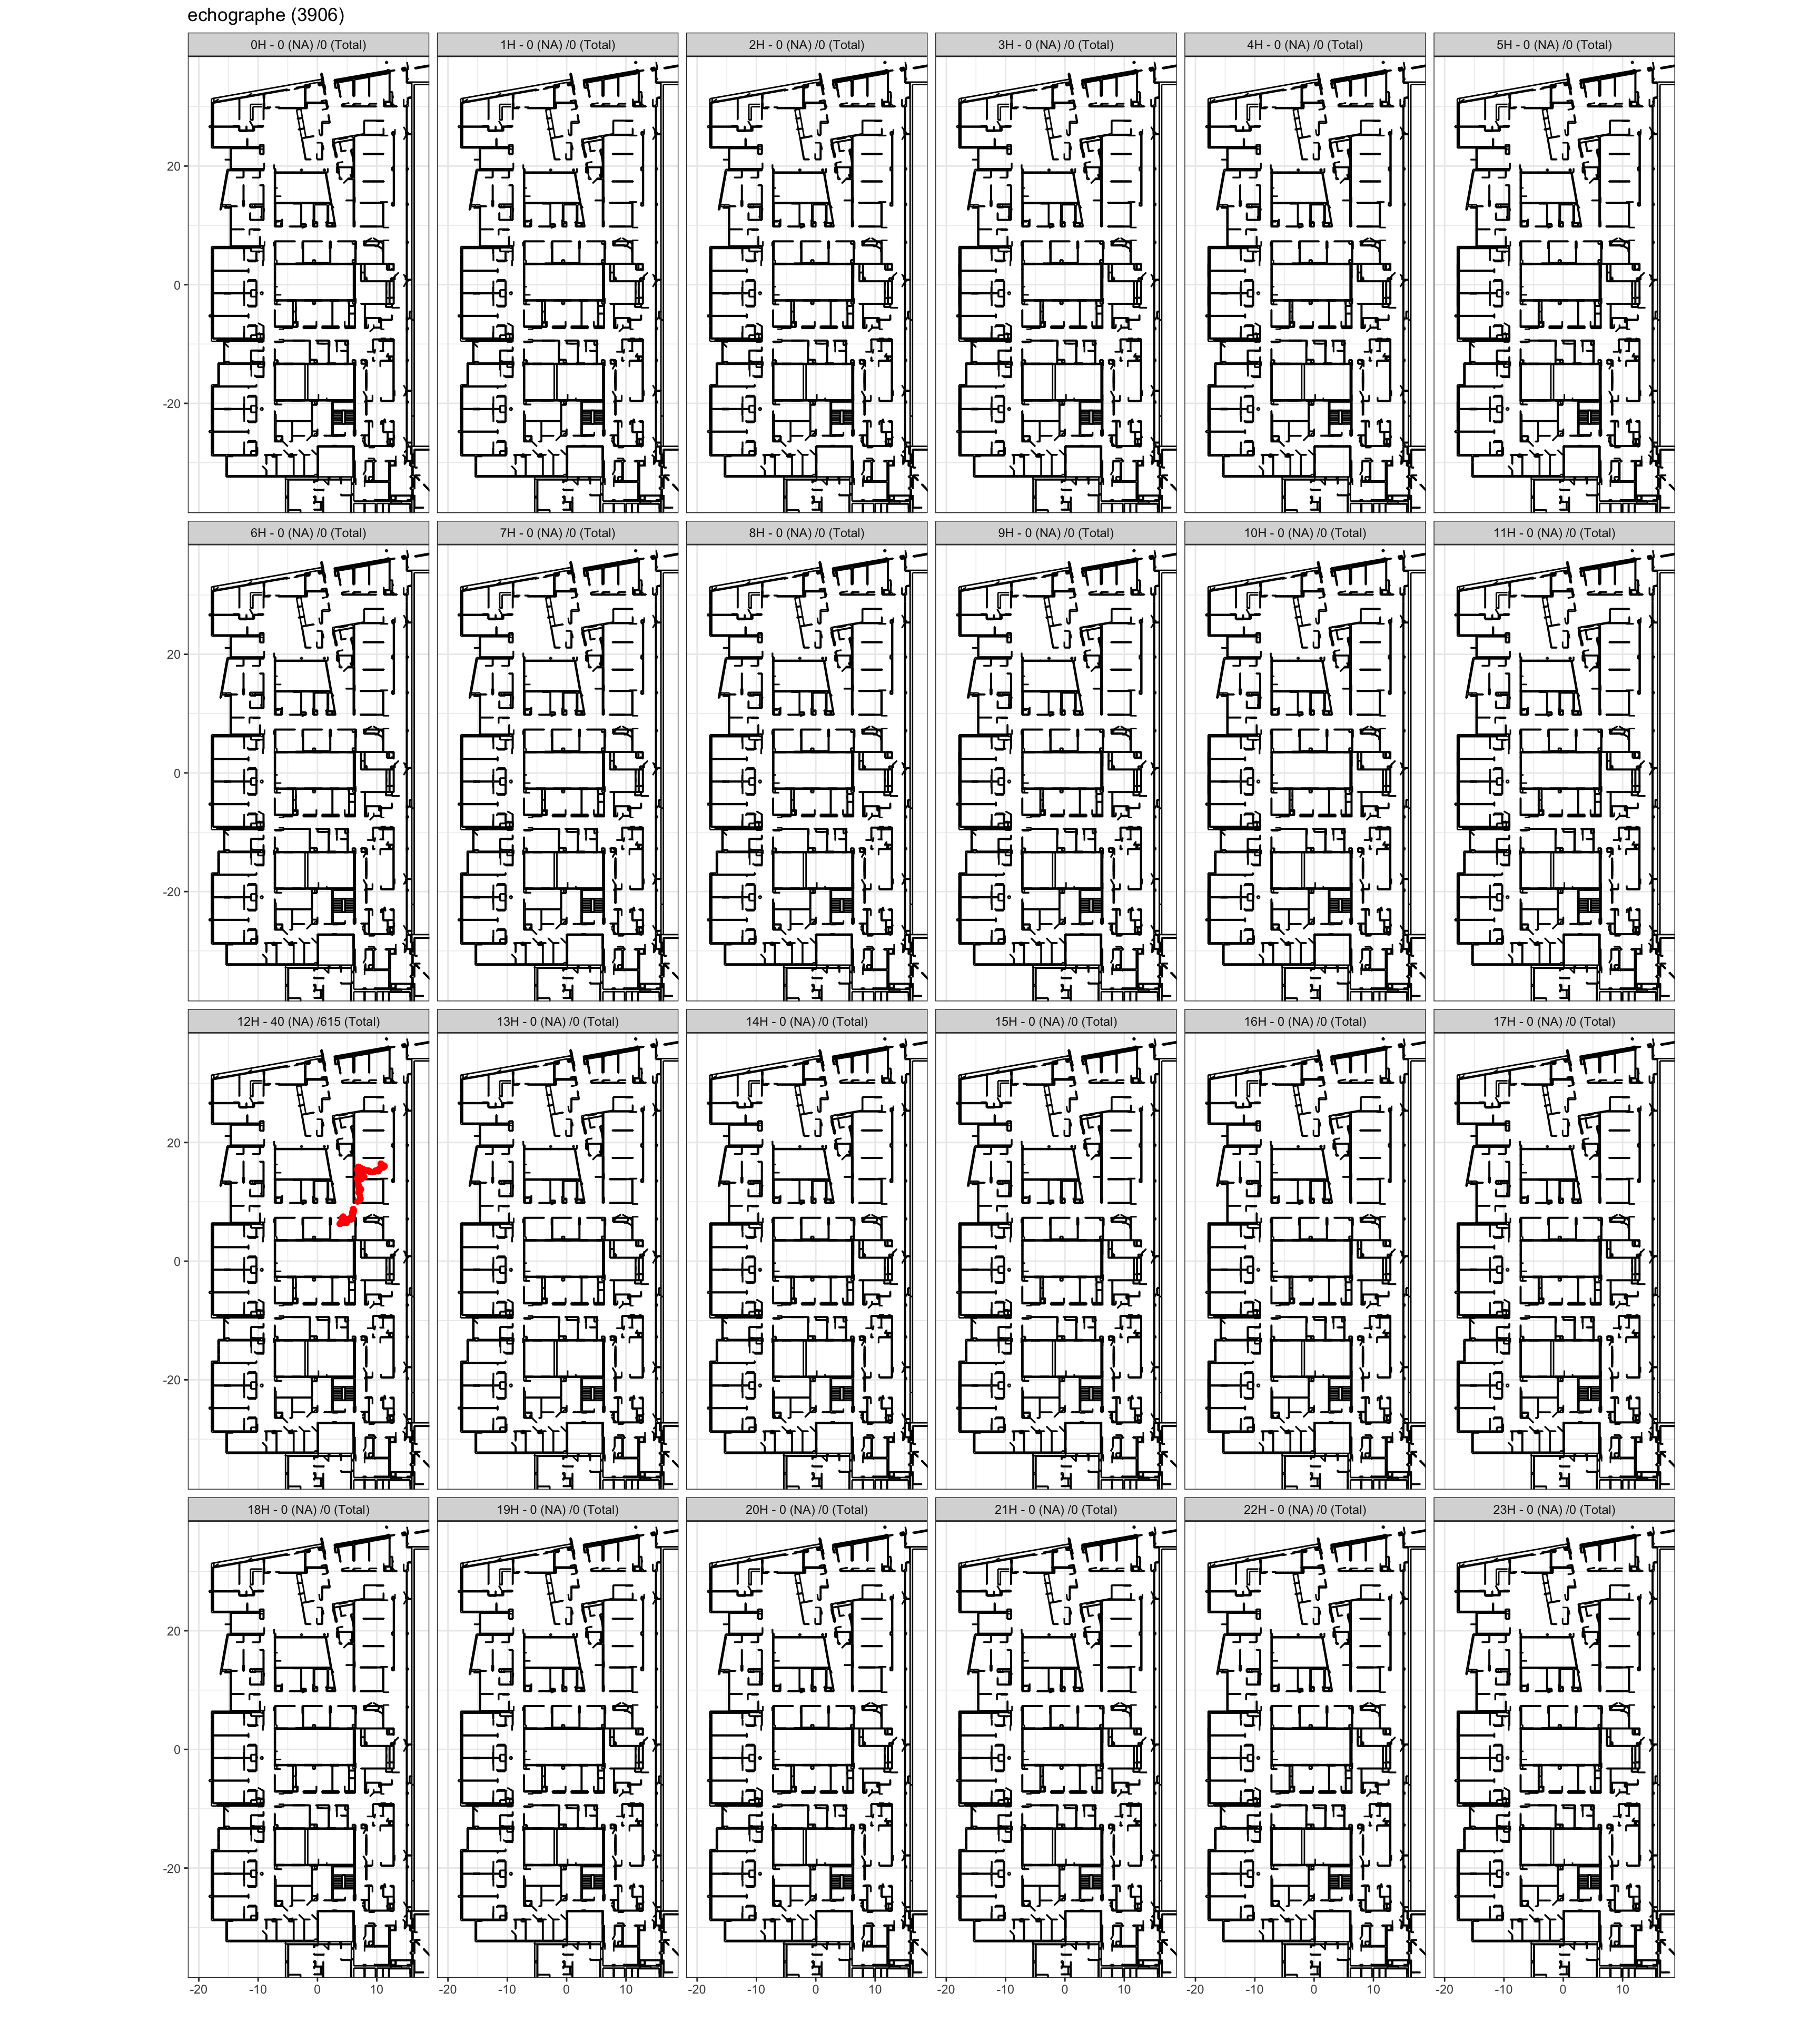 echographe (3906)
0H - 0 (NA) /0 (Total) 1H - 0 (NA) /0 (Total) 2H - 0 (NA) /0 (Total) 3H - 0 (NA) /0 (Total) 4H - 0 (NA) /0 (Total) 5H - 0 (NA) /0 (Total)
20
0
-20
6H - 0 (NA) /0 (Total) 7H - 0 (NA) /0 (Total) 8H - 0 (NA) /0 (Total) 9H - 0 (NA) /0 (Total) 10H - 0 (NA) /0 (Total) 11H - 0 (NA) /0 (Total)
20
0
-20
12H - 40 (NA) /615 (Total) 13H - 0 (NA) /0 (Total) 14H - 0 (NA) /0 (Total) 15H - 0 (NA) /0 (Total) 16H - 0 (NA) /0 (Total) 17H - 0 (NA) /0 (Total)
20
0
-20
18H - 0 (NA) /0 (Total) 19H - 0 (NA) /0 (Total) 20H - 0 (NA) /0 (Total) 21H - 0 (NA) /0 (Total) 22H - 0 (NA) /0 (Total) 23H - 0 (NA) /0 (Total)
20
0
-20
-20 -10 0 10 -20 -10 0 10 -20 -10 0 10 -20 -10 0 10 -20 -10 0 10 -20 -10 0 10